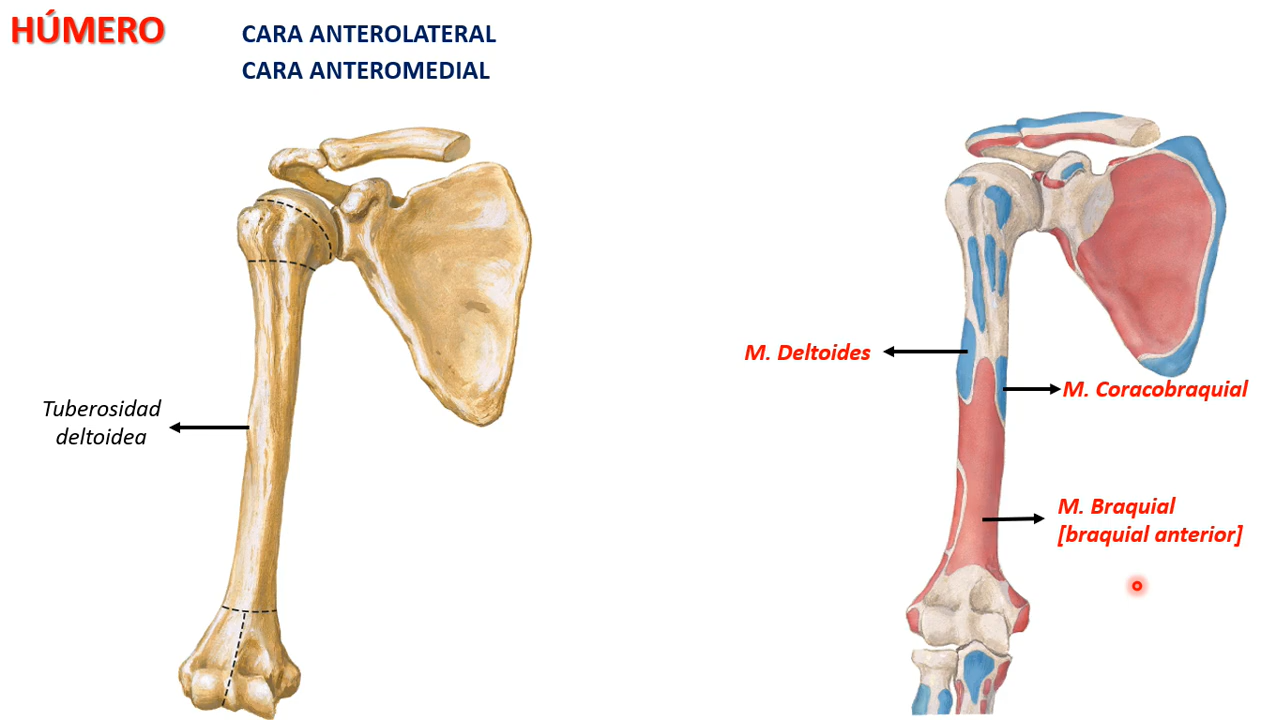 HÚMERO
CARA ANTEROLATERAL
CARA ANTEROMEDIAL
Tuberosidad
deltoidea
M. Deltoides
M. Coracobraquial
M. Braquial
[braquial anterior]